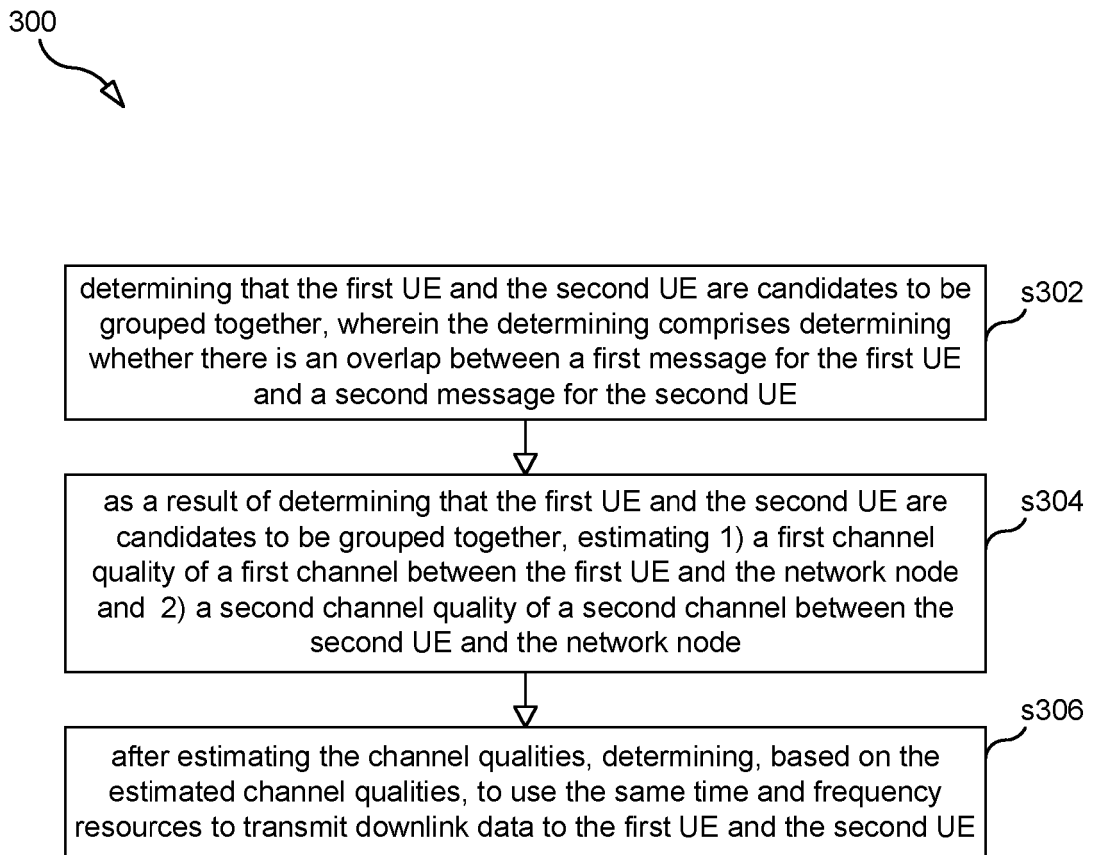 300
determining that the first UE and the second UE are candidates to be
grouped together, wherein the determining comprises determining
whether there is an overlap between a first message for the first UE
and a second message for the second UE
s302
as a result of determining that the first UE and the second UE are
candidates to be grouped together, estimating 1) a first channel
quality of a first channel between the first UE and the network node
and 2) a second channel quality of a second channel between the
second UE and the network node
s304
after estimating the channel qualities, determining, based on the
estimated channel qualities, to use the same time and frequency
resources to transmit downlink data to the first UE and the second UE
s306